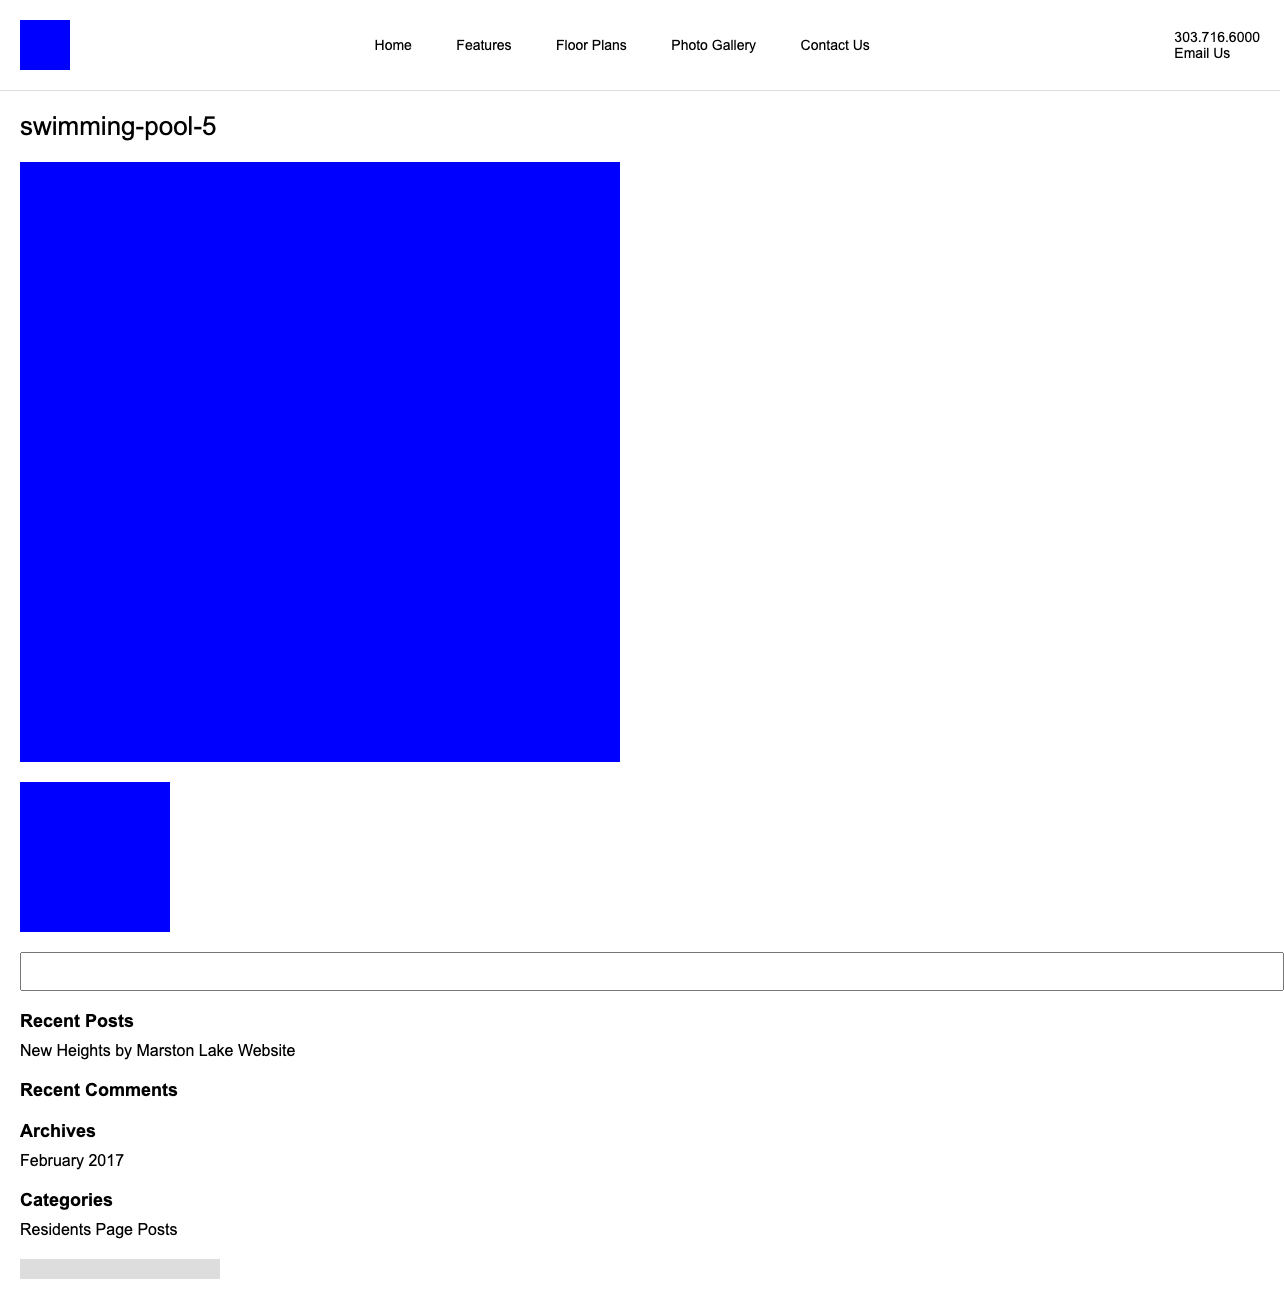 Home Features Floor Plans Photo Gallery Contact Us
303.716.6000
Email Us
swimming-pool-5
Recent Posts
New Heights by Marston Lake Website
Recent Comments
Archives
February 2017
Categories
Residents Page Posts